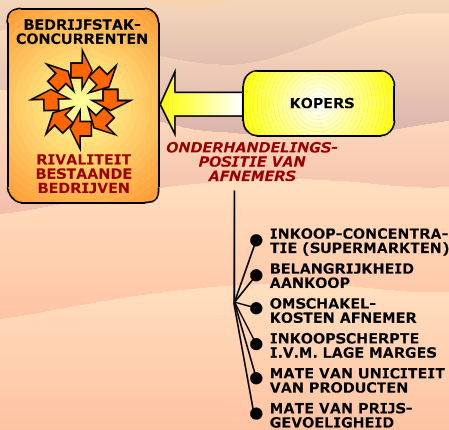 BEDRIJFSTAK-
CONCURRENTEN
RIVALITEIT
BESTAANDE
BEDRIJVEN
KOPERS
ONDERHANDELINGS-
POSITIE VAN
AFNEMERS
INKOOP-CONCENTRA-
TIE (SUPERMARKTEN)
BELANGRIJKHEID
AANKOOP
OMSCHAKEL-
KOSTEN AFNEMER
INKOOPSCHERPTE
I.V.M. LAGE MARGES
MATE VAN UNICITEIT
VAN PRODUCTEN
MATE VAN PRIJS-
GEVOELIGHEID